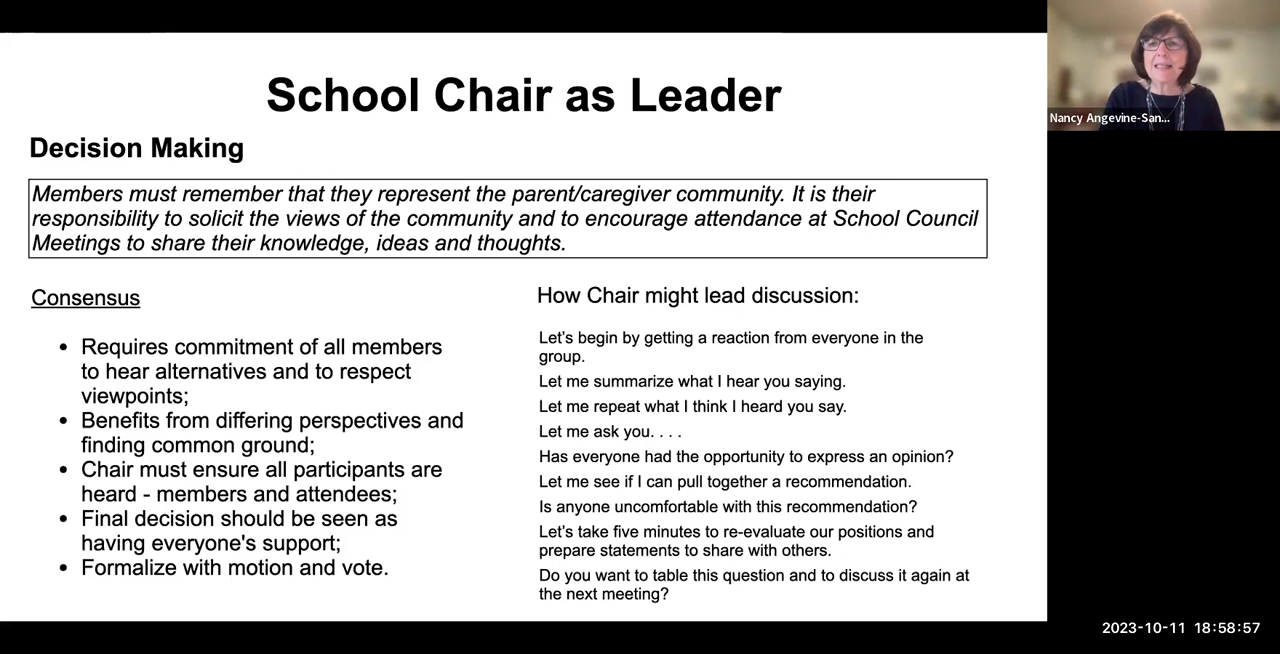 School Chair as Leader
Decision Making
Members must remember that they represent the parent/caregiver community. It is their
responsibility to solicit the views of the community and to encourage attendance at School Council
Meetings to share their knowledge, ideas and thoughts.
Consensus
• Requires commitment of all members
to hear alternatives and to respect
viewpoints;
• Benefits from differing perspectives and
finding common ground;
• Chair must ensure all participants are
heard - members and attendees;
• Final decision should be seen as
having everyone's support;
• Formalize with motion and vote.
How Chair might lead discussion:
Let's begin by getting a reaction from everyone in the
group.
Let me summarize what I hear you saying.
Let me repeat what I think I heard you say.
Let me ask you. . . .
Has everyone had the opportunity to express an opinion?
Let me see if I can pull together a recommendation.
Is anyone uncomfortable with this recommendation?
Let's take five minutes to re-evaluate our positions and
prepare statements to share with others.
Do you want to table this question and to discuss it again at
the next meeting?
Nancy Angevine-San...
2023-10-11 18:58:57